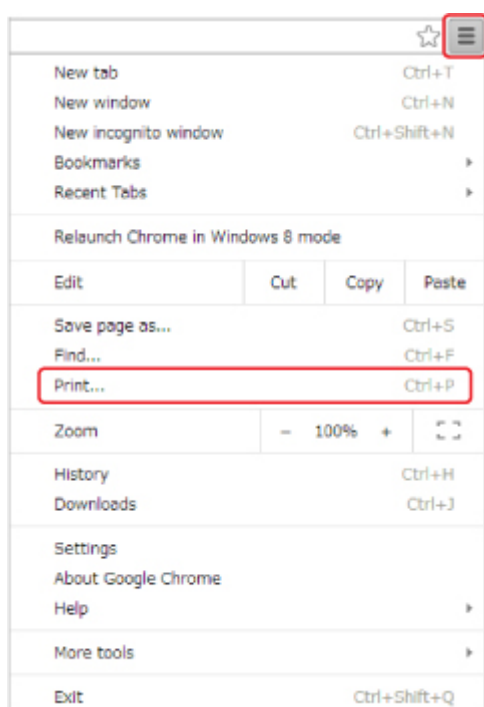 New tab Ctrl+T
New window Ctrl+N
New incognito window Ctrl+Shift+N
Bookmarks
Recent Tabs
Relaunch Chrome in Windows 8 mode
Edit Cut Copy Paste
Save page as... Ctrl+S
Find... Ctrl+F
Print... Ctrl+P
Zoom − 100% +
History Ctrl+H
Downloads Ctrl+J
Settings
About Google Chrome
Help
More tools
Exit Ctrl+Shift+Q